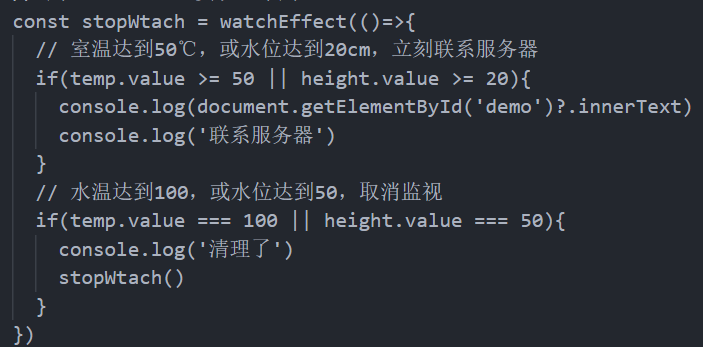 const stopWtach = watchEffect(()=>{
  // 室温达到50℃，或水位达到20cm，立刻联系服务器
  if(temp.value >= 50 || height.value >= 20){
    console.log(document.getElementById('demo')?.innerText)
    console.log('联系服务器')
  }
  // 水温达到100，或水位达到50，取消监视
  if(temp.value === 100 || height.value === 50){
    console.log('清理了')
    stopWtach()
  }
})